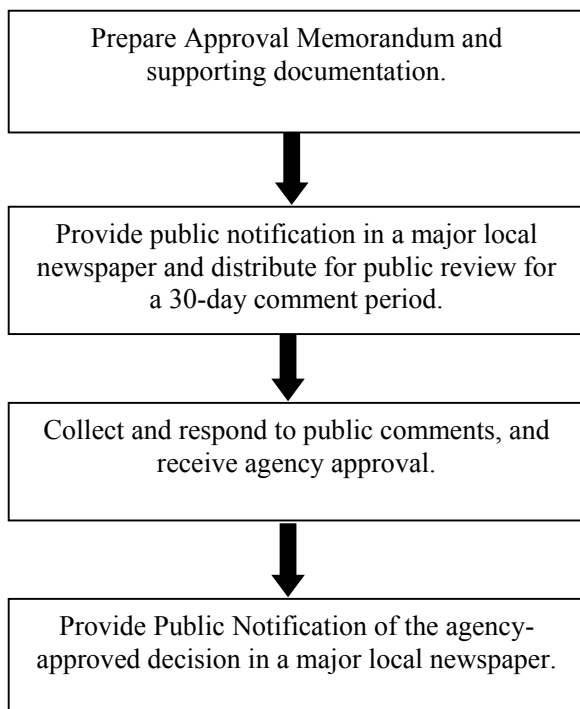 Prepare Approval Memorandum and
supporting documentation.
Provide public notification in a major local
newspaper and distribute for public review for
a 30-day comment period.
Collect and respond to public comments, and
receive agency approval.
Provide Public Notification of the agency-
approved decision in a major local newspaper.